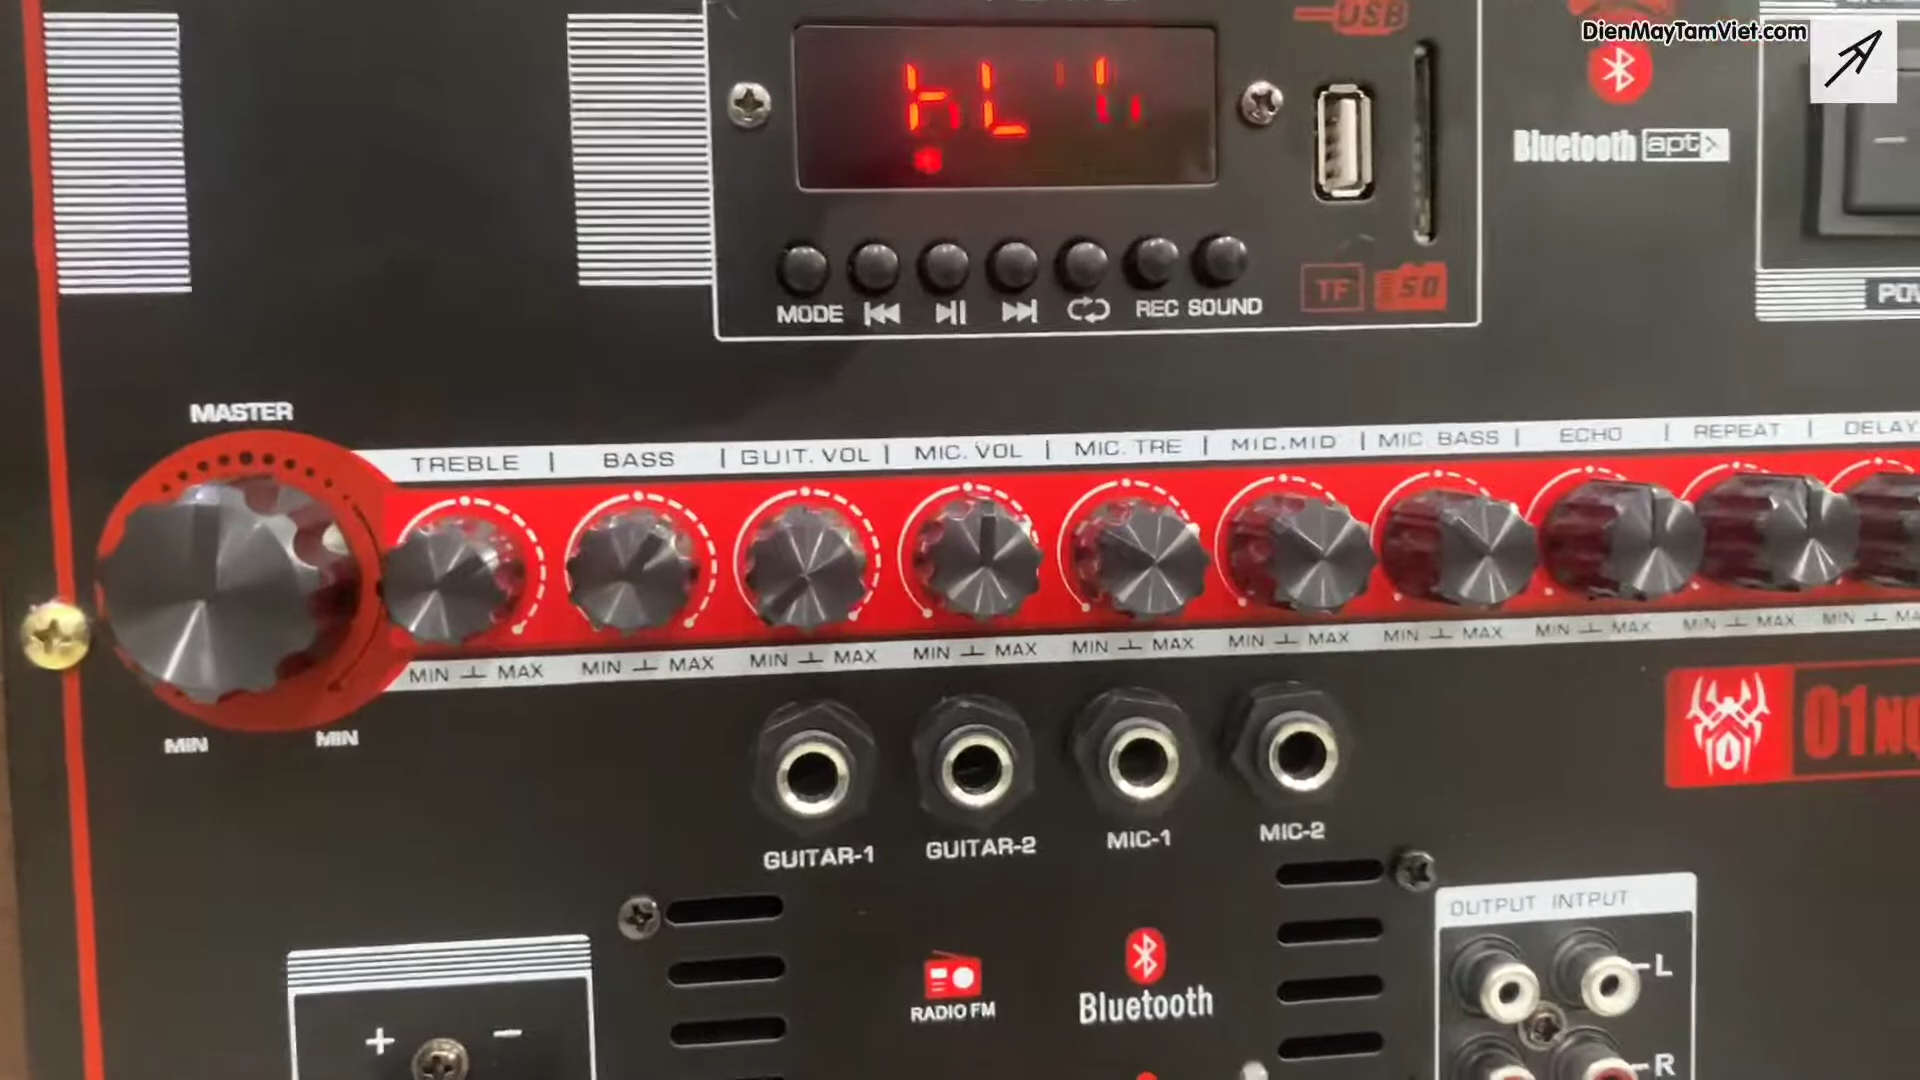 USB
DienMayTamViet.com
Bluetooth aptX
MODE REC SOUND
TF SD
MASTER
TREBLE | BASS | GUIT. VOL | MIC. VOL | MIC. TRE | MIC.MID | MIC. BASS | ECHO | REPEAT | DELAY
MIN MAX MIN MAX MIN MAX MIN MAX MIN MAX MIN MAX MIN MAX MIN MAX MIN MAX MIN
MIN MIN
GUITAR-1 GUITAR-2 MIC-1 MIC-2
OUTPUT INTPUT
L
RADIO FM
Bluetooth
+ −
R